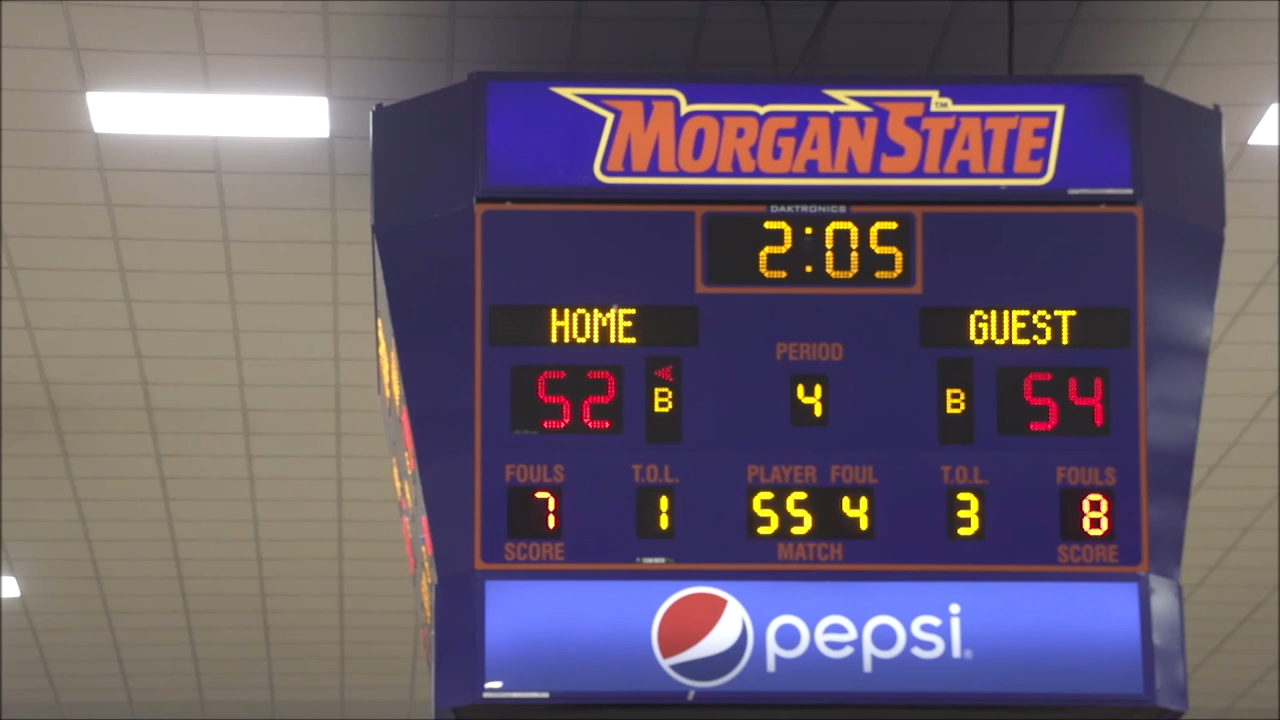 MORGAN STATE™
DAKTRONICS
2:05
HOME
GUEST
PERIOD
52
B
4
B
54
FOULS
T.O.L.
PLAYER FOUL
T.O.L.
FOULS
7
1
55 4
3
8
SCORE
MATCH
SCORE
pepsi®